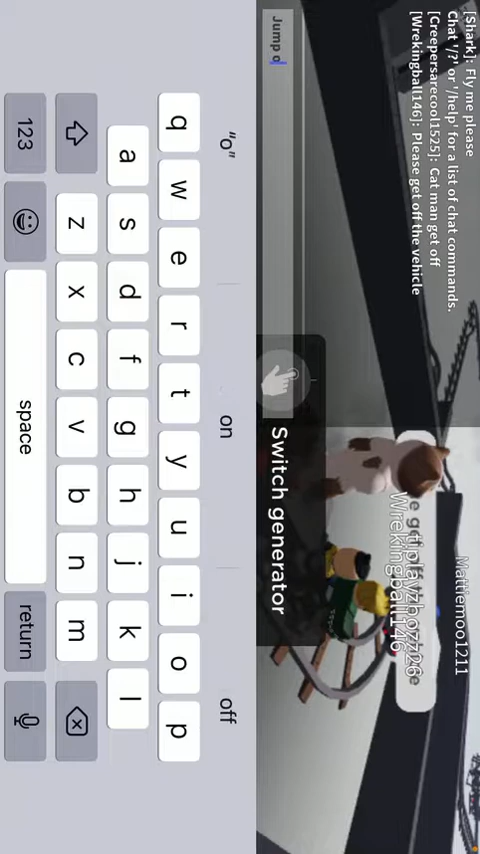 [Shark]: Fly me please
Chat '/?' or '/help' for a list of chat commands.
[Creepersarecool1525]: Cat man get off
[Wrekingball146]: Please get off the vehicle
Jump o
Mattiemoo1211
Wrekingball146
Switch generator
"o" on off
q w e r t y u i o p
a s d f g h j k l
z x c v b n m
123 space return